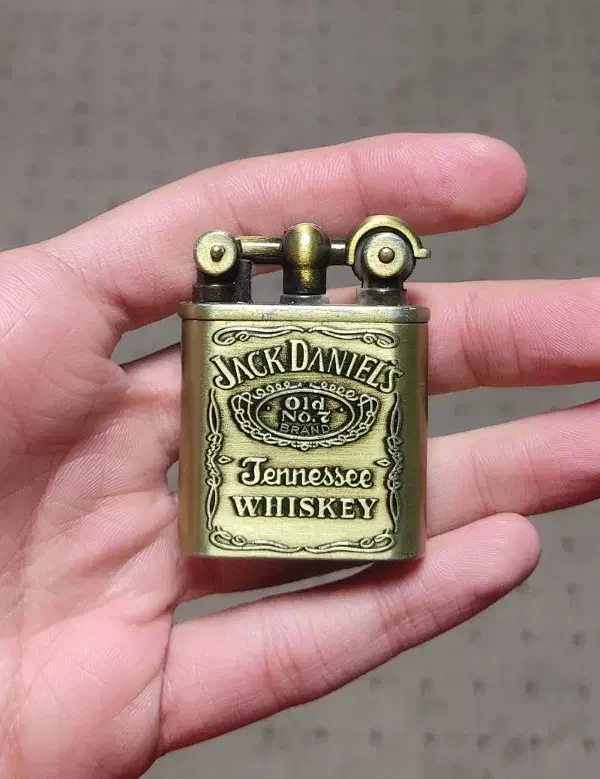 JACK DANIEL'S
Old
No.7
BRAND
Tennessee
WHISKEY